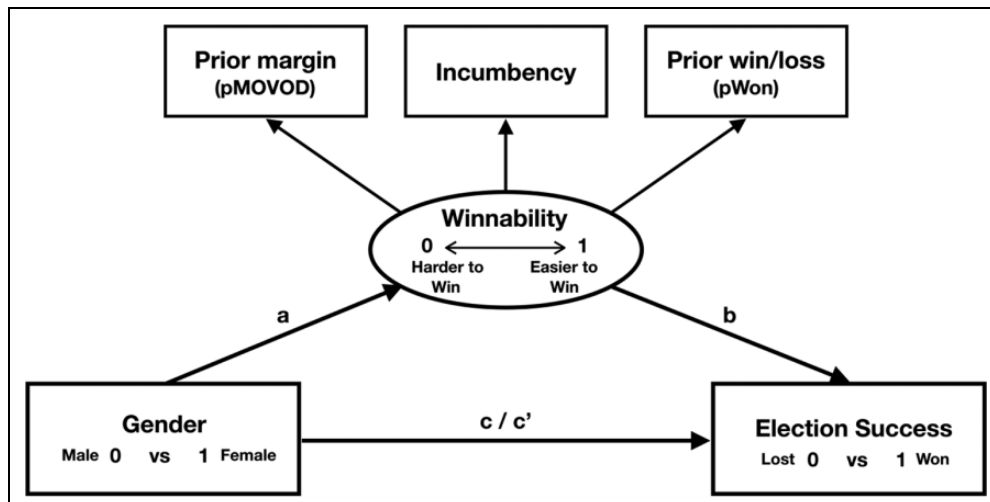 Prior margin
(pMOVOD)
Incumbency
Prior win/loss
(pWon)
Winnability
0 1
Harder to Win
Easier to Win
a
b
Gender
Male 0 vs 1 Female
c / c’
Election Success
Lost 0 vs 1 Won